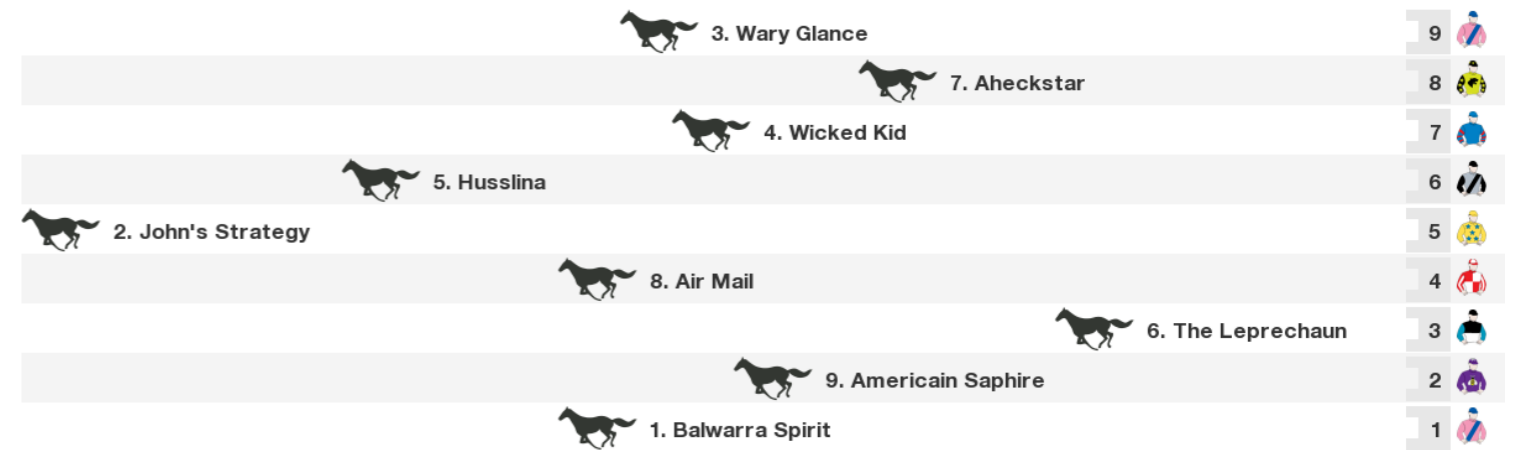 3. Wary Glance 9
7. Aheckstar 8
4. Wicked Kid 7
5. Husslina 6
2. John's Strategy 5
8. Air Mail 4
6. The Leprechaun 3
9. Americain Saphire 2
1. Balwarra Spirit 1